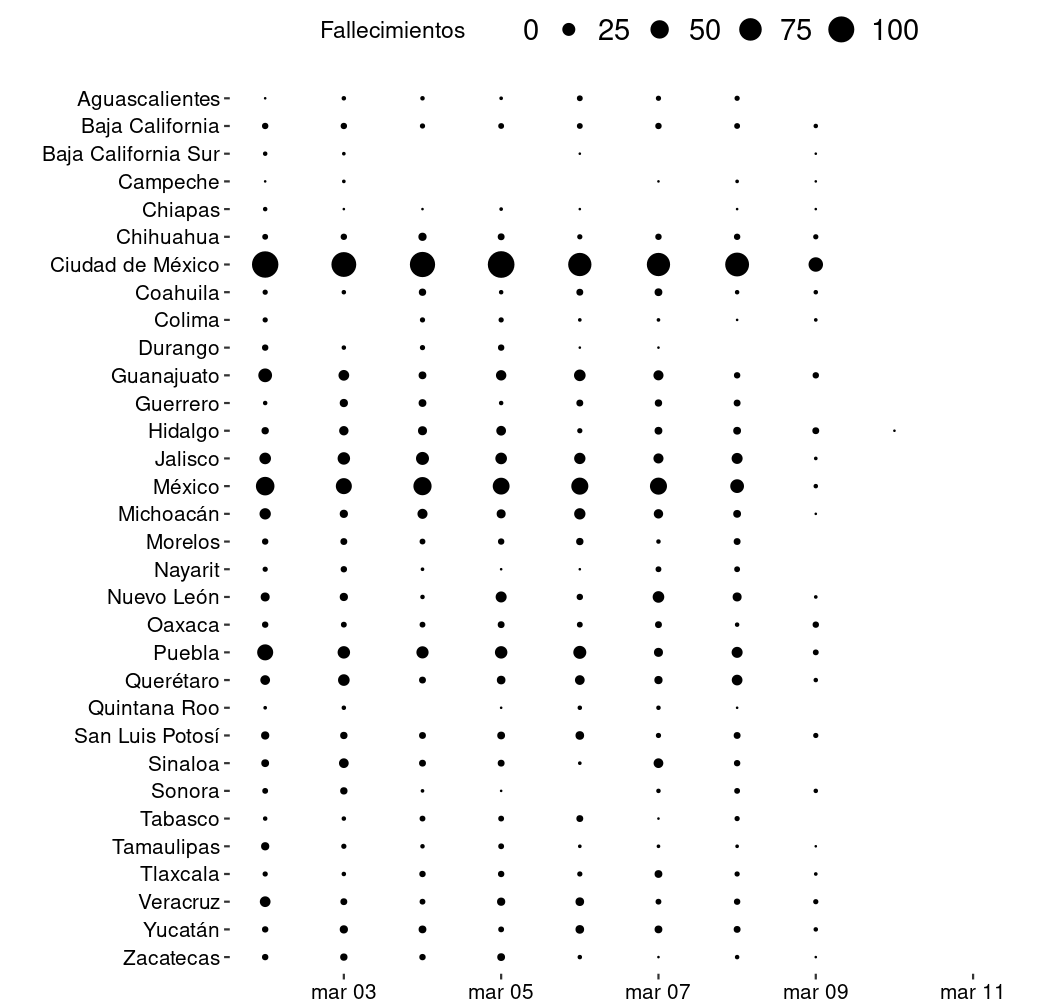 Fallecimientos 0 25 50 75 100
Aguascalientes
Baja California
Baja California Sur
Campeche
Chiapas
Chihuahua
Ciudad de México
Coahuila
Colima
Durango
Guanajuato
Guerrero
Hidalgo
Jalisco
México
Michoacán
Morelos
Nayarit
Nuevo León
Oaxaca
Puebla
Querétaro
Quintana Roo
San Luis Potosí
Sinaloa
Sonora
Tabasco
Tamaulipas
Tlaxcala
Veracruz
Yucatán
Zacatecas
mar 03 mar 05 mar 07 mar 09 mar 11